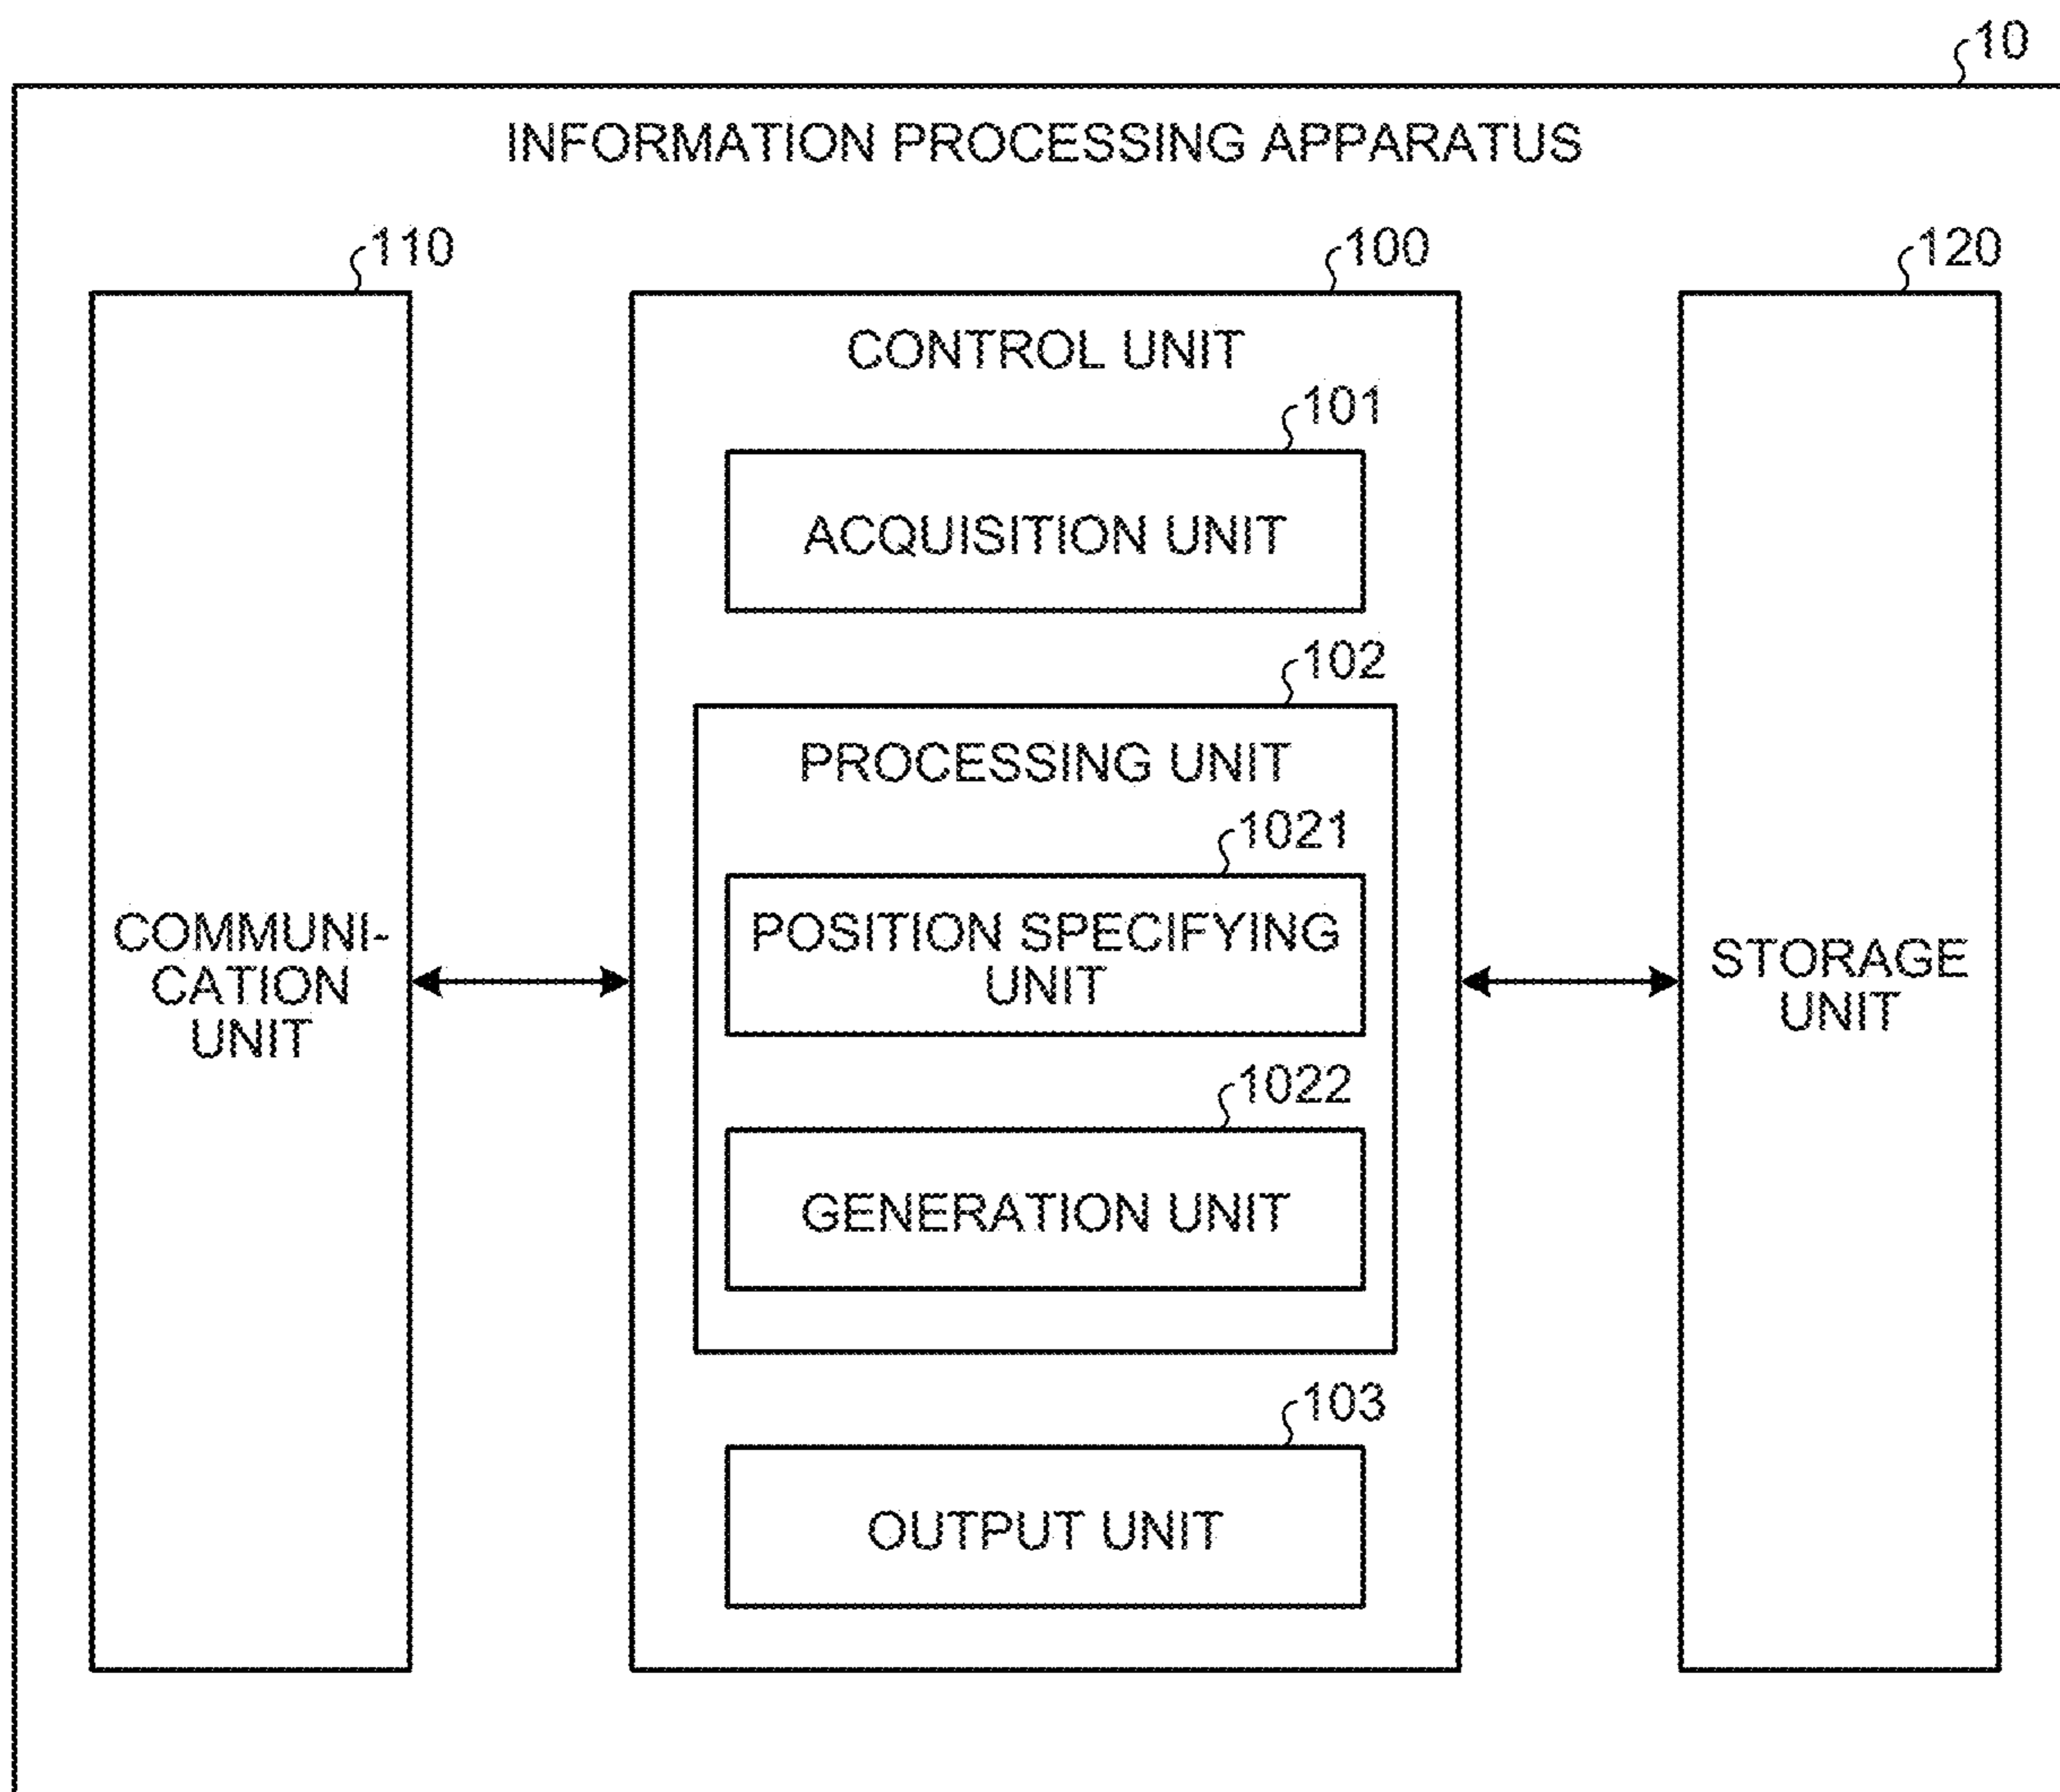 10
INFORMATION PROCESSING APPARATUS
110
100
120
CONTROL UNIT
101
ACQUISITION UNIT
102
PROCESSING UNIT
1021
POSITION SPECIFYING
UNIT
COMMUNI-
CATION
UNIT
STORAGE
UNIT
1022
GENERATION UNIT
103
OUTPUT UNIT